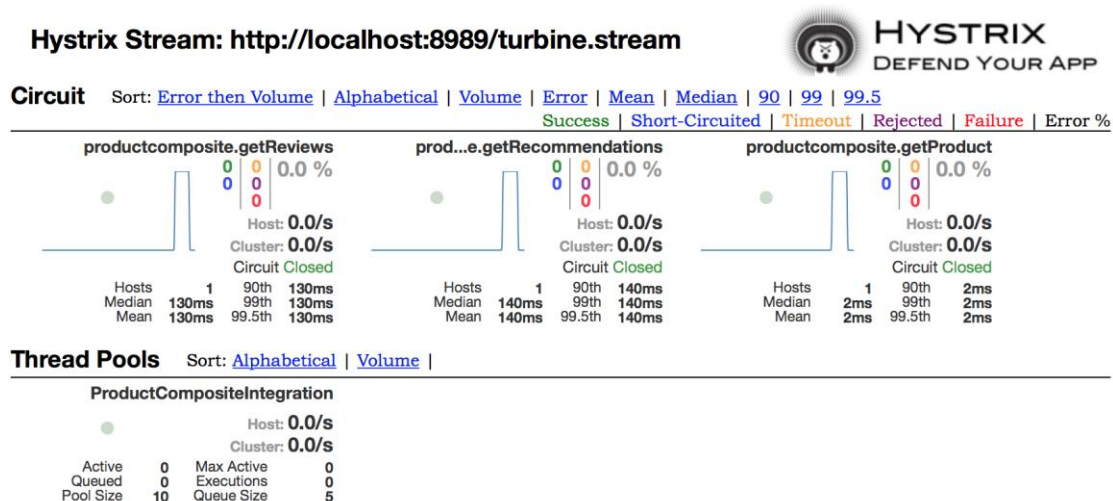 Hystrix Stream: http://localhost:8989/turbine.stream
HYSTRIX
DEFEND YOUR APP
Circuit Sort: Error then Volume | Alphabetical | Volume | Error | Mean | Median | 90 | 99 | 99.5
Success | Short-Circuited | Timeout | Rejected | Failure | Error %
productcomposite.getReviews
0 0 0.0 %
0 0
0
Host: 0.0/s
Cluster: 0.0/s
Circuit Closed
Hosts 1 90th 130ms
Median 130ms 99th 130ms
Mean 130ms 99.5th 130ms
prod...e.getRecommendations
0 0 0.0 %
0 0
0
Host: 0.0/s
Cluster: 0.0/s
Circuit Closed
Hosts 1 90th 140ms
Median 140ms 99th 140ms
Mean 140ms 99.5th 140ms
productcomposite.getProduct
0 0 0.0 %
0 0
0
Host: 0.0/s
Cluster: 0.0/s
Circuit Closed
Hosts 1 90th 2ms
Median 2ms 99th 2ms
Mean 2ms 99.5th 2ms
Thread Pools Sort: Alphabetical | Volume |
ProductCompositeIntegration
Host: 0.0/s
Cluster: 0.0/s
Active 0 Max Active 0
Queued 0 Executions 0
Pool Size 10 Queue Size 5